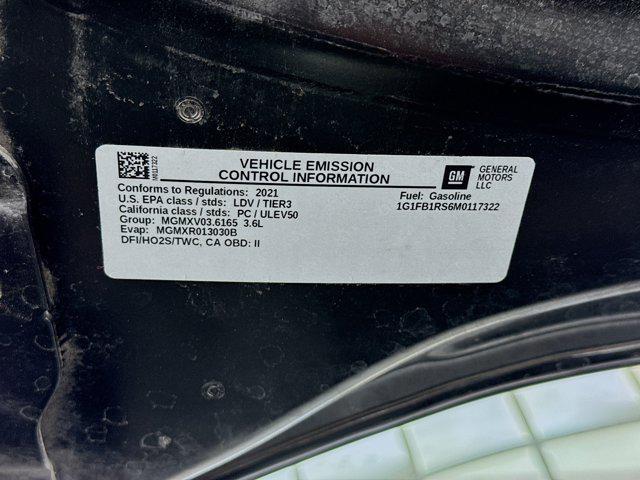 M0117322
VEHICLE EMISSION
CONTROL INFORMATION
GM
GENERAL
MOTORS
LLC
Conforms to Regulations: 2021
U.S. EPA class / stds: LDV / TIER3
California class / stds: PC / ULEV50
Group: MGMXV03.6165 3.6L
Evap: MGMXR013030B
DFI/HO2S/TWC, CA OBD: II
Fuel: Gasoline
1G1FB1RS6M0117322